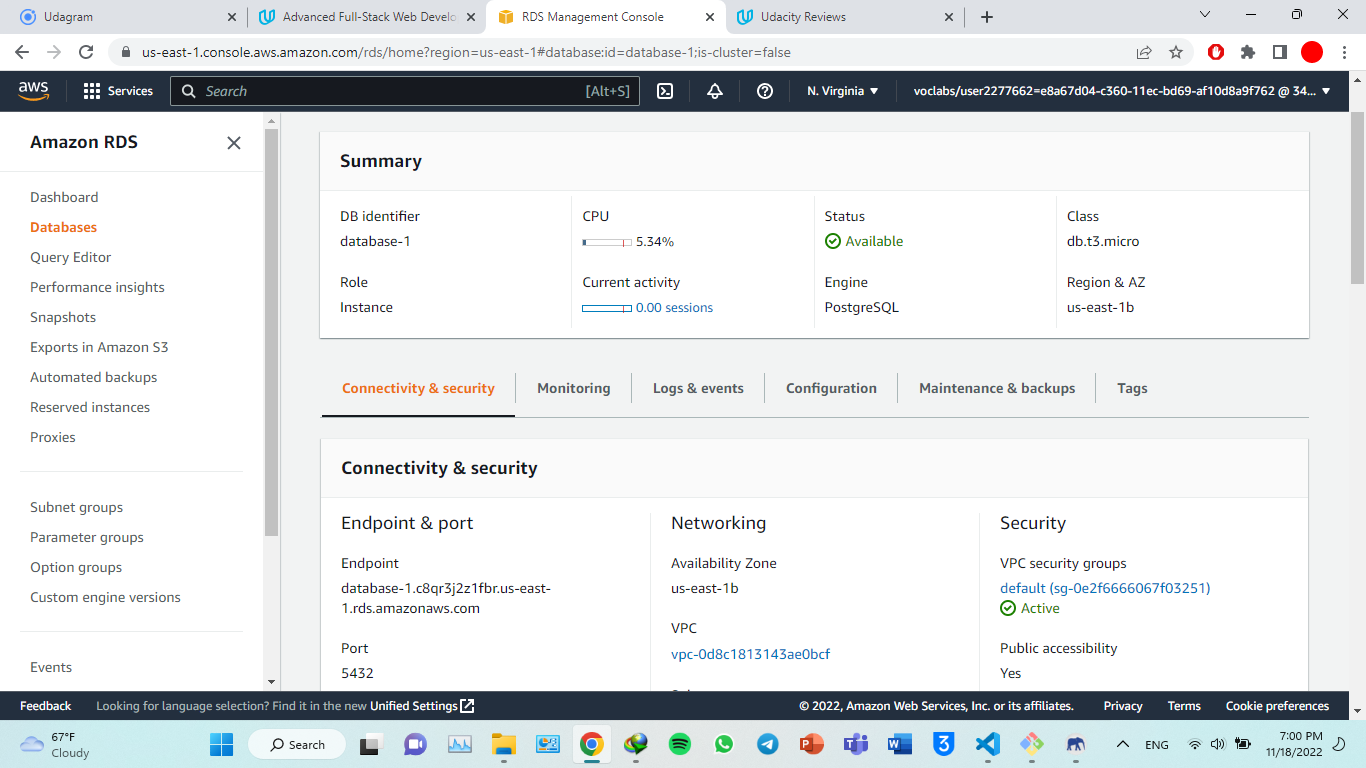 Udagram
Advanced Full-Stack Web Develo
RDS Management Console
Udacity Reviews
us-east-1.console.aws.amazon.com/rds/home?region=us-east-1#database:id=database-1;is-cluster=false
aws
Services
Search
[Alt+S]
N. Virginia
voclabs/user2277662=e8a67d04-c360-11ec-bd69-af10d8a9f762 @ 34...
Amazon RDS
Dashboard
Databases
Query Editor
Performance insights
Snapshots
Exports in Amazon S3
Automated backups
Reserved instances
Proxies
Subnet groups
Parameter groups
Option groups
Custom engine versions
Events
Summary
DB identifier
database-1
CPU
5.34%
Status
Available
Class
db.t3.micro
Role
Instance
Current activity
0.00 sessions
Engine
PostgreSQL
Region & AZ
us-east-1b
Connectivity & security
Monitoring
Logs & events
Configuration
Maintenance & backups
Tags
Connectivity & security
Endpoint & port
Endpoint
database-1.c8qr3j2z1fbr.us-east-
1.rds.amazonaws.com
Port
5432
Networking
Availability Zone
us-east-1b
VPC
vpc-0d8c1813143ae0bcf
Security
VPC security groups
default (sg-0e2f6666067f03251)
Active
Public accessibility
Yes
Feedback
Looking for language selection? Find it in the new Unified Settings
© 2022, Amazon Web Services, Inc. or its affiliates.
Privacy
Terms
Cookie preferences
67°F
Cloudy
Search
ENG
7:00 PM
11/18/2022